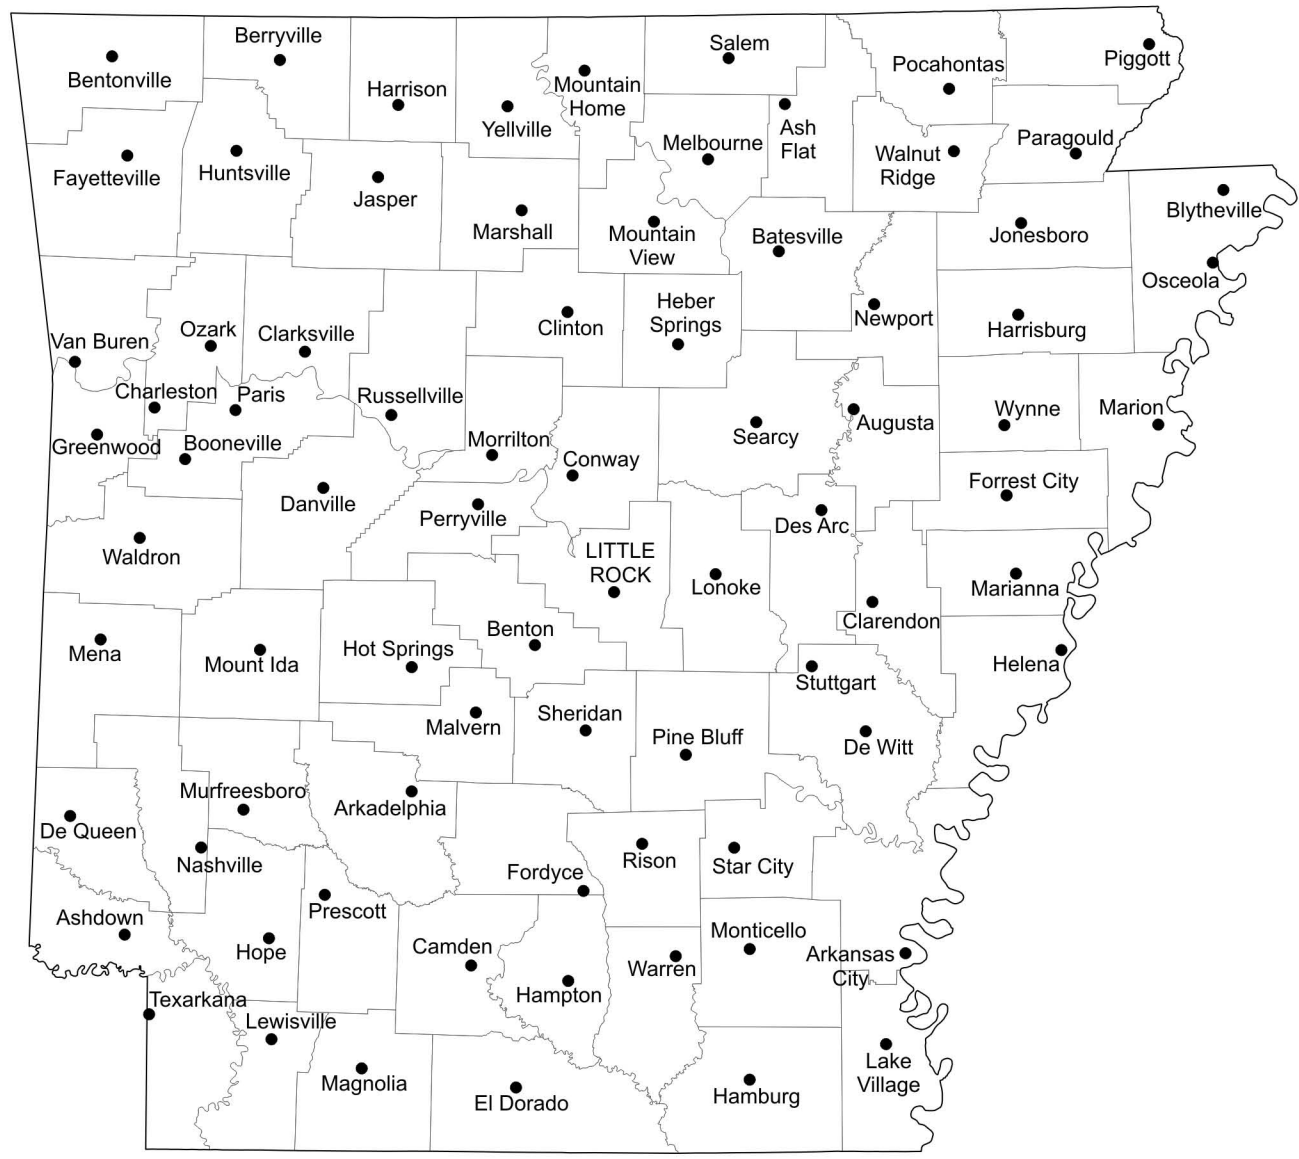 Berryville
Salem
Piggott
Bentonville
Pocahontas
Harrison
Mountain
Home
Yellville
Ash
Flat
Melbourne
Paragould
Walnut
Ridge
Fayetteville
Huntsville
Jasper
Blytheville
Marshall
Mountain
View
Batesville
Jonesboro
Osceola
Heber
Springs
Van Buren
Ozark
Clarksville
Clinton
Newport
Harrisburg
Charleston
Paris
Russellville
Wynne
Marion
Augusta
Searcy
Greenwood
Booneville
Morrilton
Conway
Forrest City
Danville
Perryville
Des Arc
Waldron
LITTLE
ROCK
Lonoke
Marianna
Clarendon
Benton
Mena
Mount Ida
Hot Springs
Helena
Stuttgart
Malvern
Sheridan
Pine Bluff
De Witt
Murfreesboro
Arkadelphia
De Queen
Nashville
Fordyce
Rison
Star City
Prescott
Ashdown
Hope
Camden
Monticello
Arkansas
City
Warren
Hampton
Texarkana
Lewisville
Magnolia
El Dorado
Hamburg
Lake
Village